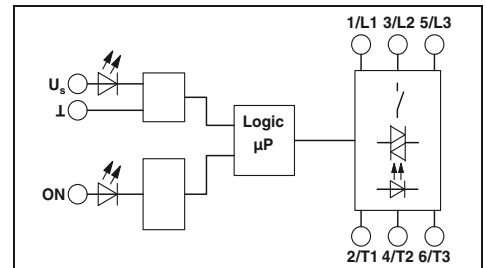 1/L1 3/L2 5/L3
Us
⊥
Logic
µP
ON
2/T1 4/T2 6/T3